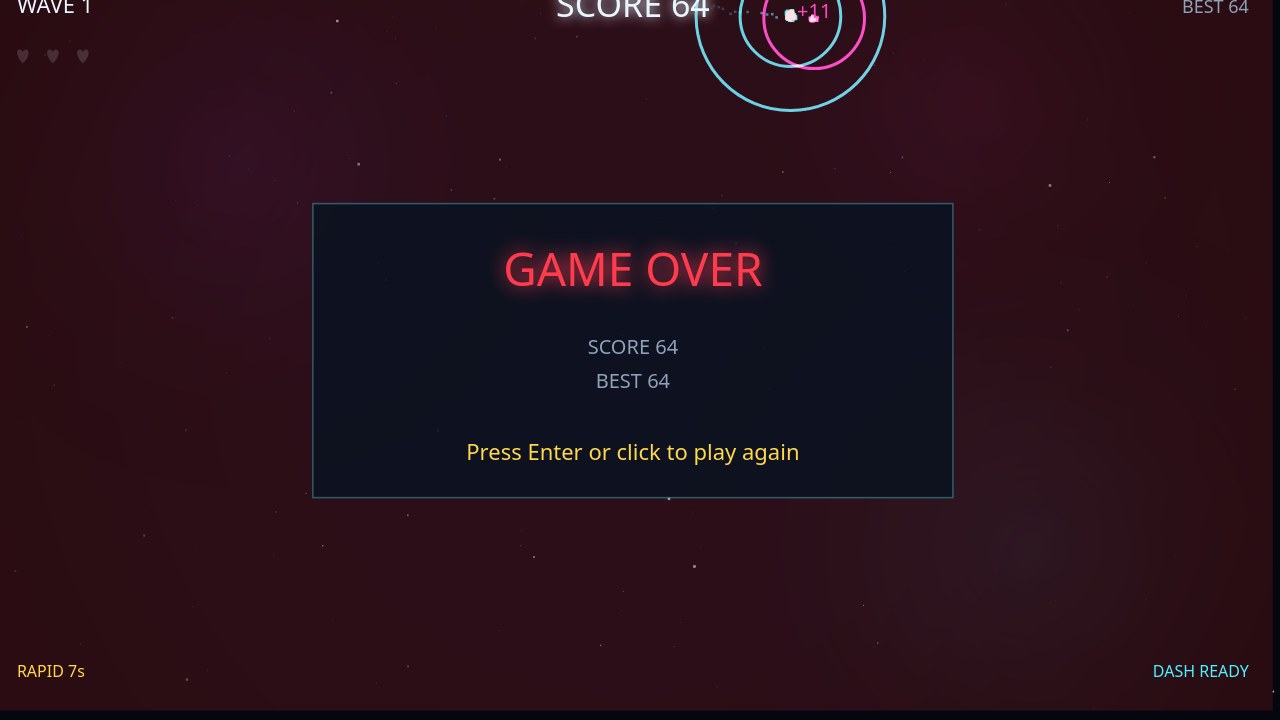 WAVE 1
SCORE 64
+11
BEST 64
GAME OVER
SCORE 64
BEST 64
Press Enter or click to play again
RAPID 7s
DASH READY